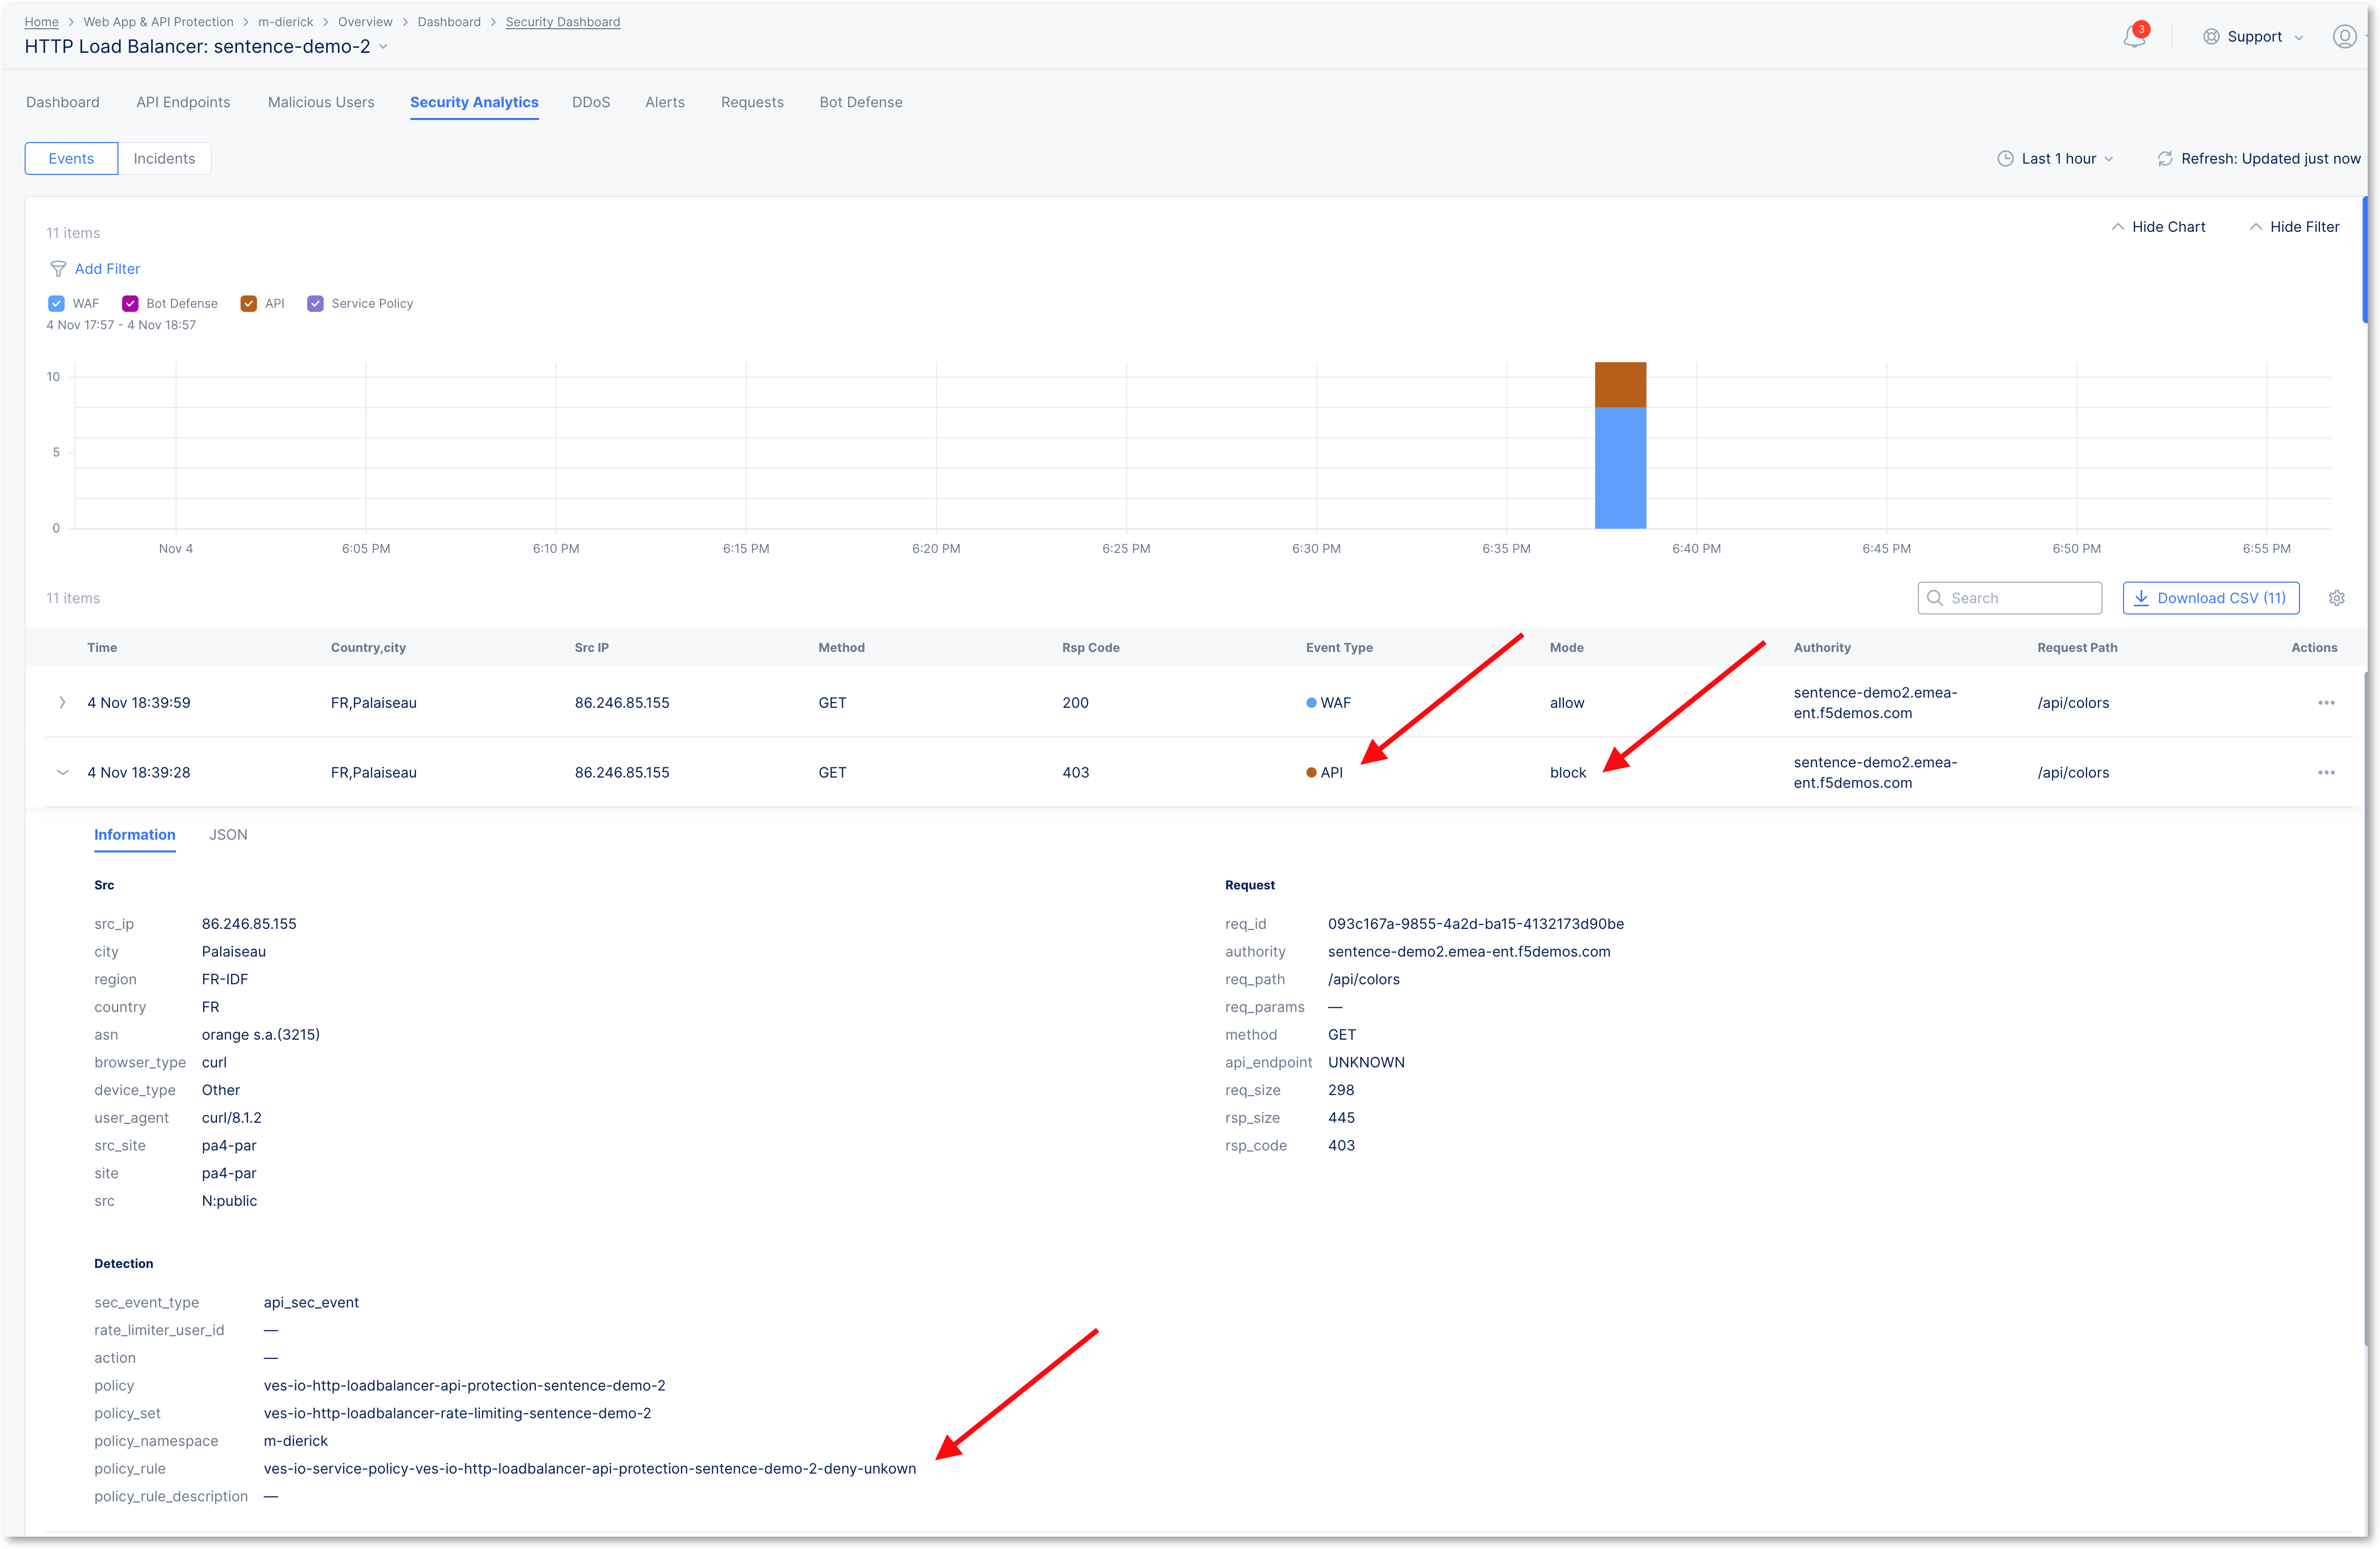 Home > Web App & API Protection > m-dierick > Overview > Dashboard > Security Dashboard
HTTP Load Balancer: sentence-demo-2
3
Support
Dashboard API Endpoints Malicious Users Security Analytics DDoS Alerts Requests Bot Defense
Events Incidents
Last 1 hour
Refresh: Updated just now
11 items
Hide Chart Hide Filter
Add Filter
WAF Bot Defense API Service Policy
4 Nov 17:57 - 4 Nov 18:57
10
5
0
Nov 4 6:05 PM 6:10 PM 6:15 PM 6:20 PM 6:25 PM 6:30 PM 6:35 PM 6:40 PM 6:45 PM 6:50 PM 6:55 PM
11 items
Search
Download CSV (11)
Time Country,city Src IP Method Rsp Code Event Type Mode Authority Request Path Actions
4 Nov 18:39:59 FR,Palaiseau 86.246.85.155 GET 200 WAF allow sentence-demo2.emea-
ent.f5demos.com /api/colors
4 Nov 18:39:28 FR,Palaiseau 86.246.85.155 GET 403 API block sentence-demo2.emea-
ent.f5demos.com /api/colors
Information JSON
Src
src_ip 86.246.85.155
city Palaiseau
region FR-IDF
country FR
asn orange s.a.(3215)
browser_type curl
device_type Other
user_agent curl/8.1.2
src_site pa4-par
site pa4-par
src N:public
Request
req_id 093c167a-9855-4a2d-ba15-4132173d90be
authority sentence-demo2.emea-ent.f5demos.com
req_path /api/colors
req_params —
method GET
api_endpoint UNKNOWN
req_size 298
rsp_size 445
rsp_code 403
Detection
sec_event_type api_sec_event
rate_limiter_user_id —
action —
policy ves-io-http-loadbalancer-api-protection-sentence-demo-2
policy_set ves-io-http-loadbalancer-rate-limiting-sentence-demo-2
policy_namespace m-dierick
policy_rule ves-io-service-policy-ves-io-http-loadbalancer-api-protection-sentence-demo-2-deny-unkown
policy_rule_description —